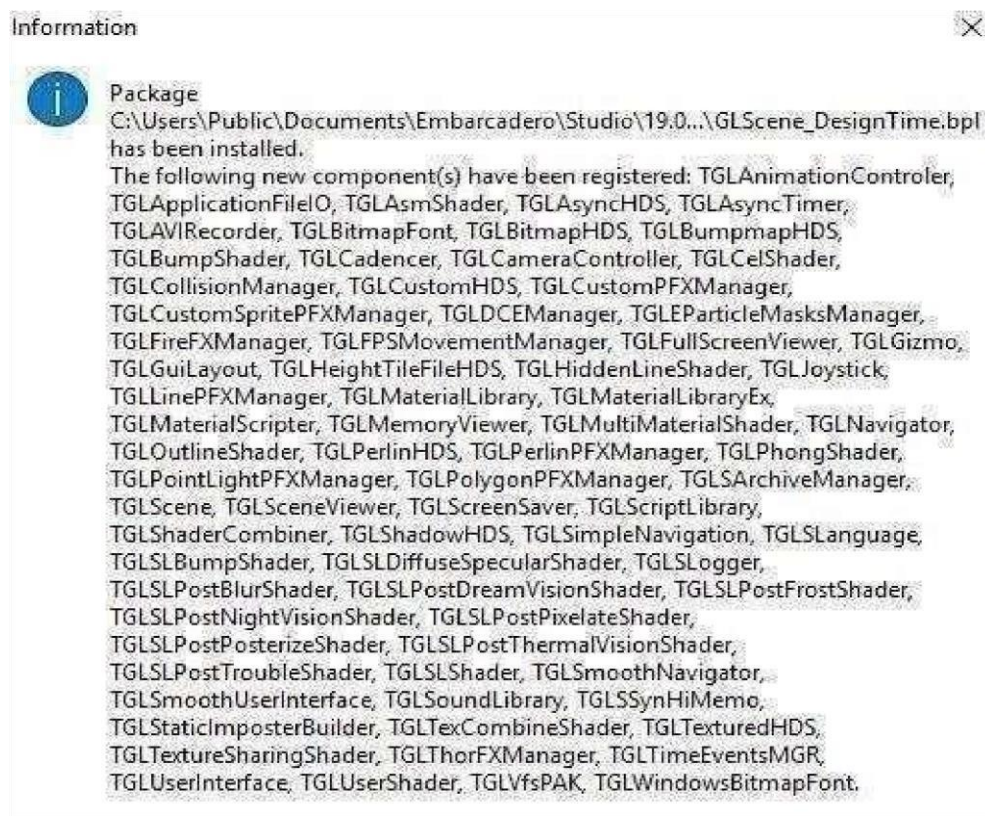 Information
Package
C:\Users\Public\Documents\Embarcadero\Studio\19.0...\GLScene_DesignTime.bpl
has been installed.
The following new component(s) have been registered: TGLAnimationControler,
TGLApplicationFileIO, TGLAsmShader, TGLAsyncHDS, TGLAsyncTimer,
TGLAVIRecorder, TGLBitmapFont, TGLBitmapHDS, TGLBumpmapHDS,
TGLBumpShader, TGLCadencer, TGLCameraController, TGLCelShader,
TGLCollisionManager, TGLCustomHDS, TGLCustomPFXManager,
TGLCustomSpritePFXManager, TGLDCEManager, TGLEParticleMasksManager,
TGLFireFXManager, TGLFPSMovementManager, TGLFullScreenViewer, TGLGizmo,
TGLGuiLayout, TGLHeightTileFileHDS, TGLHiddenLineShader, TGLJoystick,
TGLLinePFXManager, TGLMaterialLibrary, TGLMaterialLibraryEx,
TGLMaterialScripter, TGLMemoryViewer, TGLMultiMaterialShader, TGLNavigator,
TGLOutlineShader, TGLPerlinHDS, TGLPerlinPFXManager, TGLPhongShader,
TGLPointLightPFXManager, TGLPolygonPFXManager, TGLSArchiveManager,
TGLScene, TGLSceneViewer, TGLScreenSaver, TGLScriptLibrary,
TGLShaderCombiner, TGLShadowHDS, TGLSimpleNavigation, TGLSLanguage,
TGLSLBumpShader, TGLSLDiffuseSpecularShader, TGLSLogger,
TGLSLPostBlurShader, TGLSLPostDreamVisionShader, TGLSLPostFrostShader,
TGLSLPostNightVisionShader, TGLSLPostPixelateShader,
TGLSLPostPosterizeShader, TGLSLPostThermalVisionShader,
TGLSLPostTroubleShader, TGLSLShader, TGLSmoothNavigator,
TGLSmoothUserInterface, TGLSoundLibrary, TGLSSynHiMemo,
TGLStaticImposterBuilder, TGLTexCombineShader, TGLTexturedHDS,
TGLTextureSharingShader, TGLThorFXManager, TGLTimeEventsMGR,
TGLUserInterface, TGLUserShader, TGLVfsPAK, TGLWindowsBitmapFont.